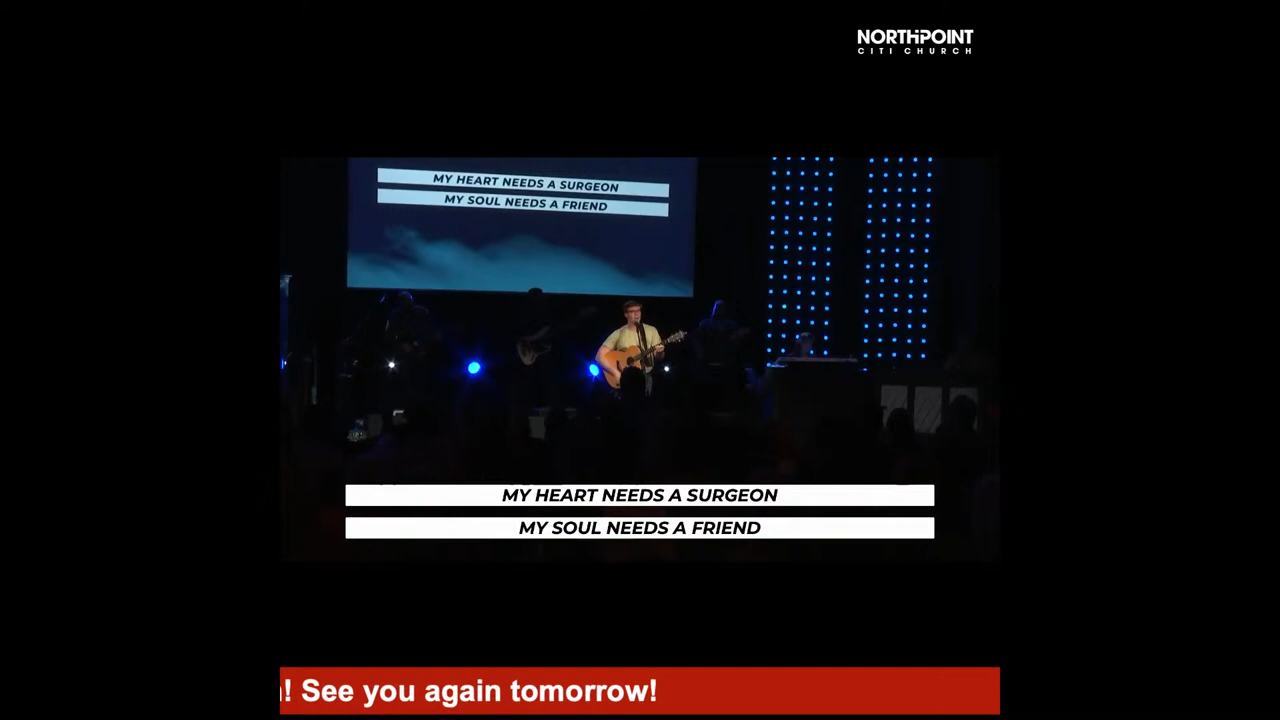 NORTHPOINT
CITI CHURCH
MY HEART NEEDS A SURGEON
MY SOUL NEEDS A FRIEND
MY HEART NEEDS A SURGEON
MY SOUL NEEDS A FRIEND
! See you again tomorrow!